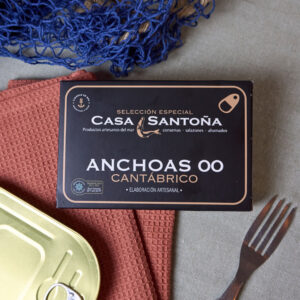 SELECCIÓN ESPECIAL
CASA SANTOÑA
Productos artesanos del mar conservas - salazones - ahumados
ANCHOAS 00
CANTÁBRICO
• ELABORACIÓN ARTESANAL •